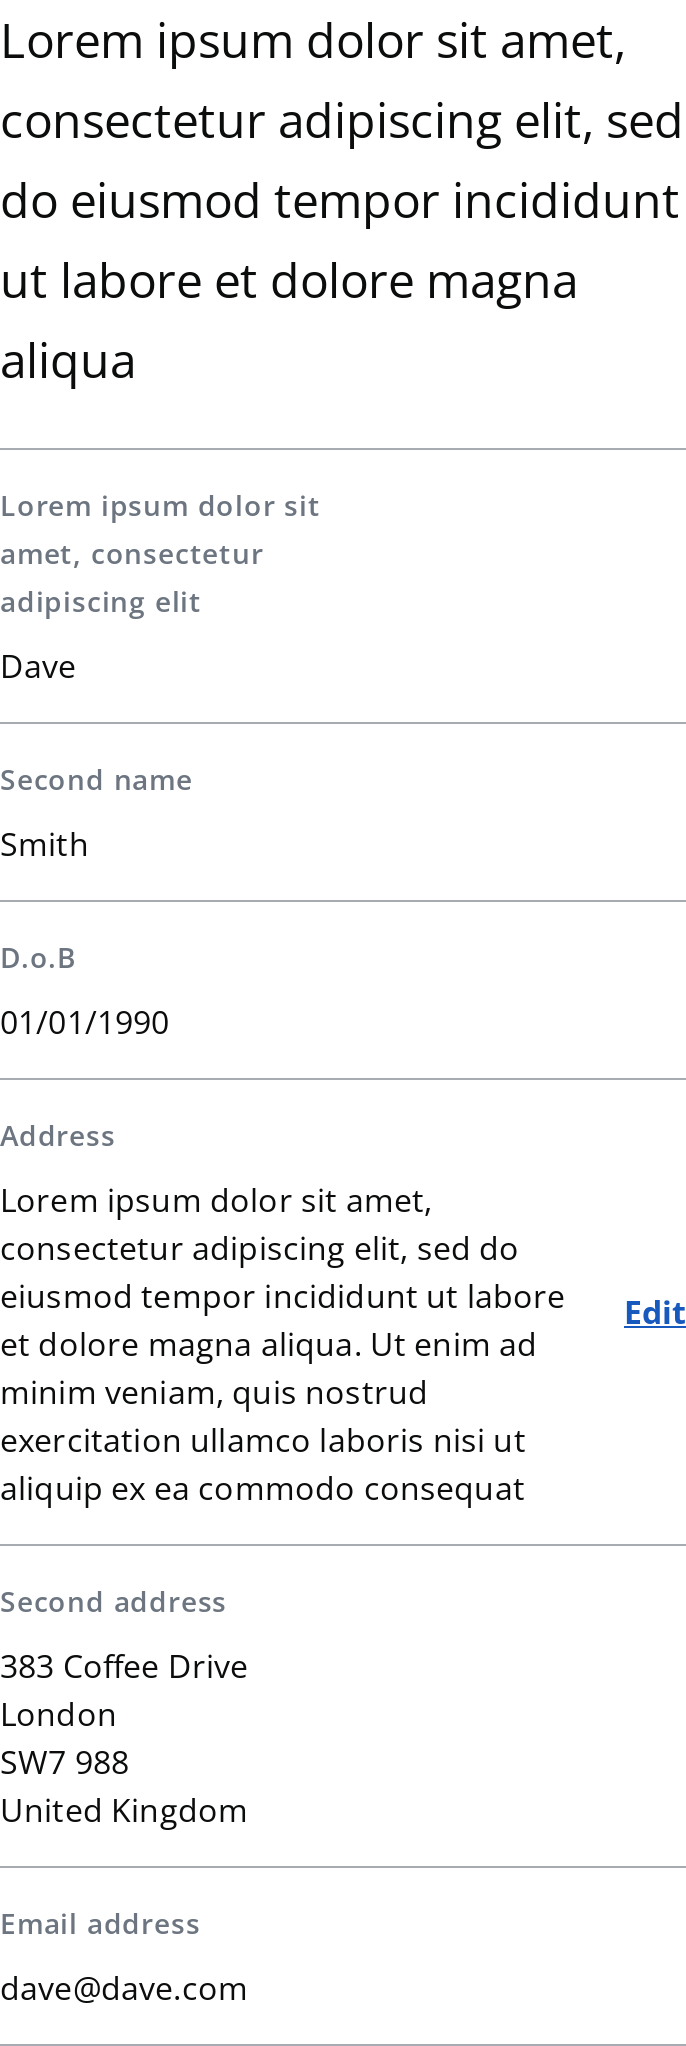 Lorem ipsum dolor sit amet,
consectetur adipiscing elit, sed
do eiusmod tempor incididunt
ut labore et dolore magna
aliqua
Lorem ipsum dolor sit
amet, consectetur
adipiscing elit
Dave
Second name
Smith
D.o.B
01/01/1990
Address
Lorem ipsum dolor sit amet,
consectetur adipiscing elit, sed do
eiusmod tempor incididunt ut labore
et dolore magna aliqua. Ut enim ad
minim veniam, quis nostrud
exercitation ullamco laboris nisi ut
aliquip ex ea commodo consequat
Edit
Second address
383 Coffee Drive
London
SW7 988
United Kingdom
Email address
dave@dave.com